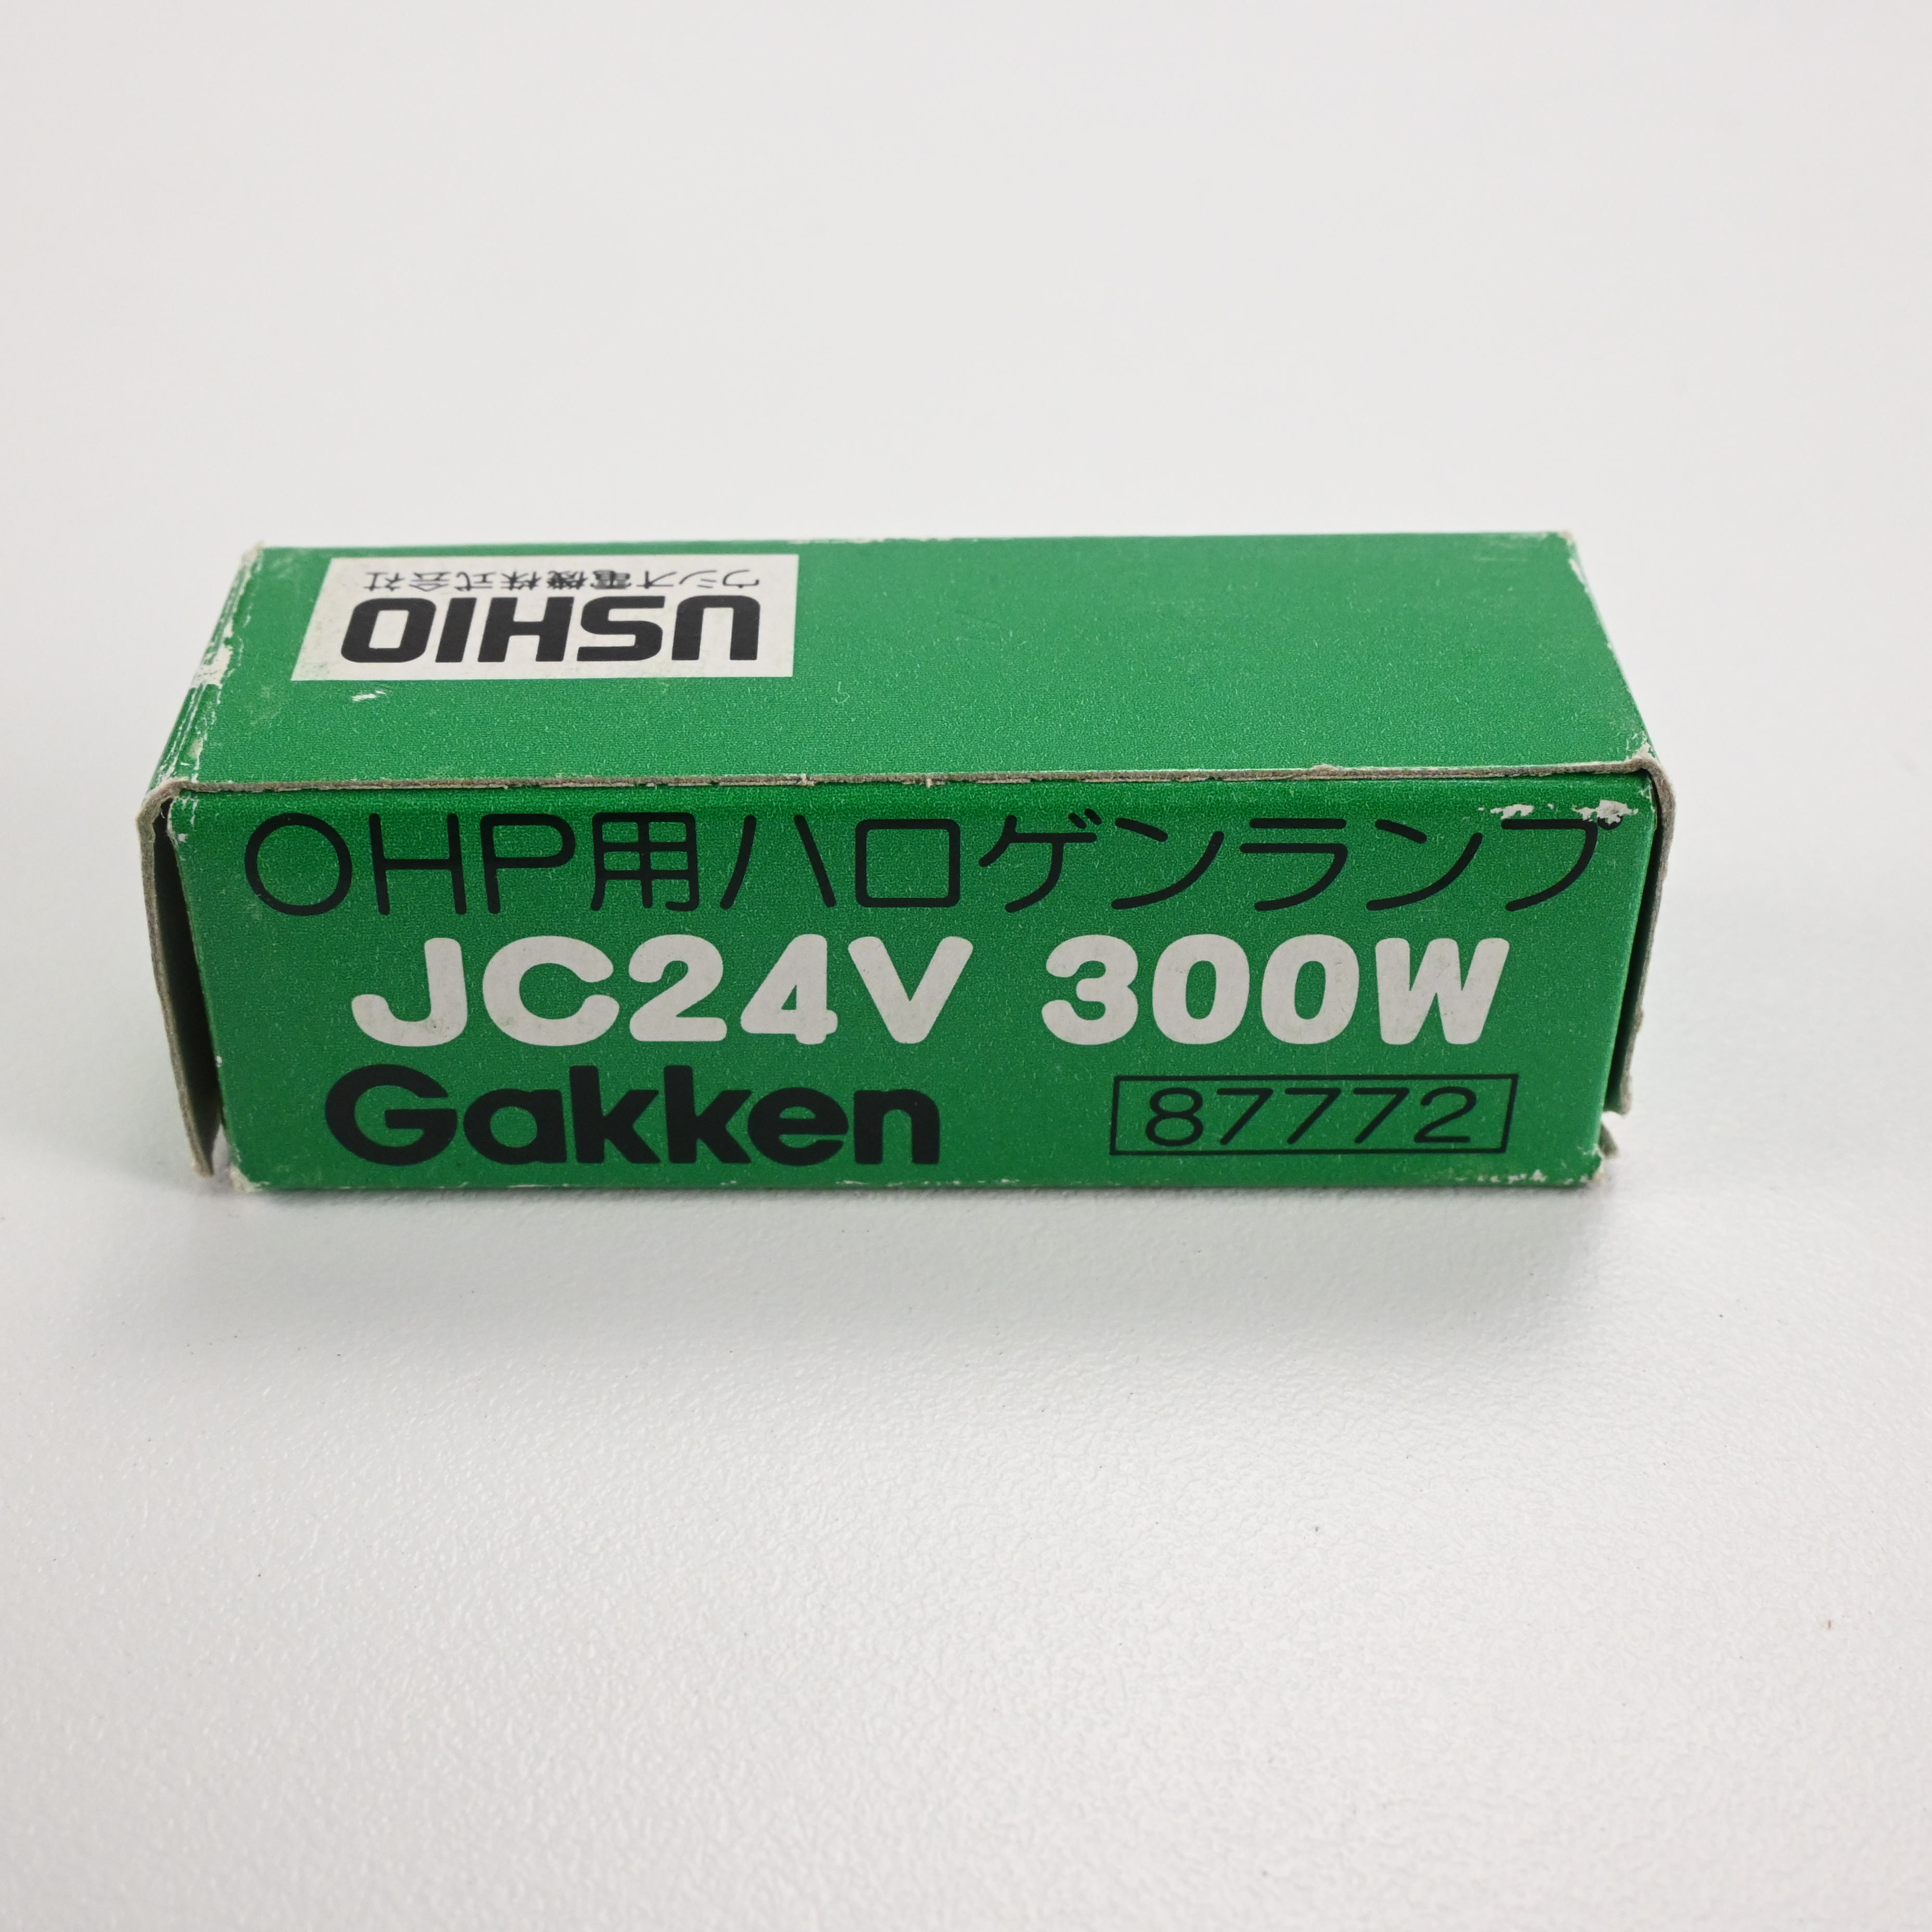 USHIO
ウシオ電機株式会社
OHP用ハロゲンランプ
JC24V 300W
Gakken
87772